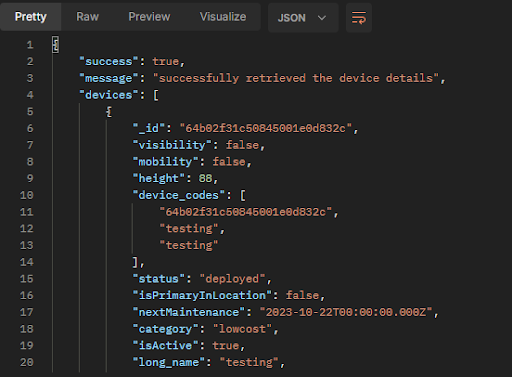 Pretty Raw Preview Visualize JSON
1 {
2 "success": true,
3 "message": "successfully retrieved the device details",
4 "devices": [
5 {
6 "_id": "64b02f31c50845001e0d832c",
7 "visibility": false,
8 "mobility": false,
9 "height": 88,
10 "device_codes": [
11 "64b02f31c50845001e0d832c",
12 "testing",
13 "testing"
14 ],
15 "status": "deployed",
16 "isPrimaryInLocation": false,
17 "nextMaintenance": "2023-10-22T00:00:00.000Z",
18 "category": "lowcost",
19 "isActive": true,
20 "long_name": "testing",